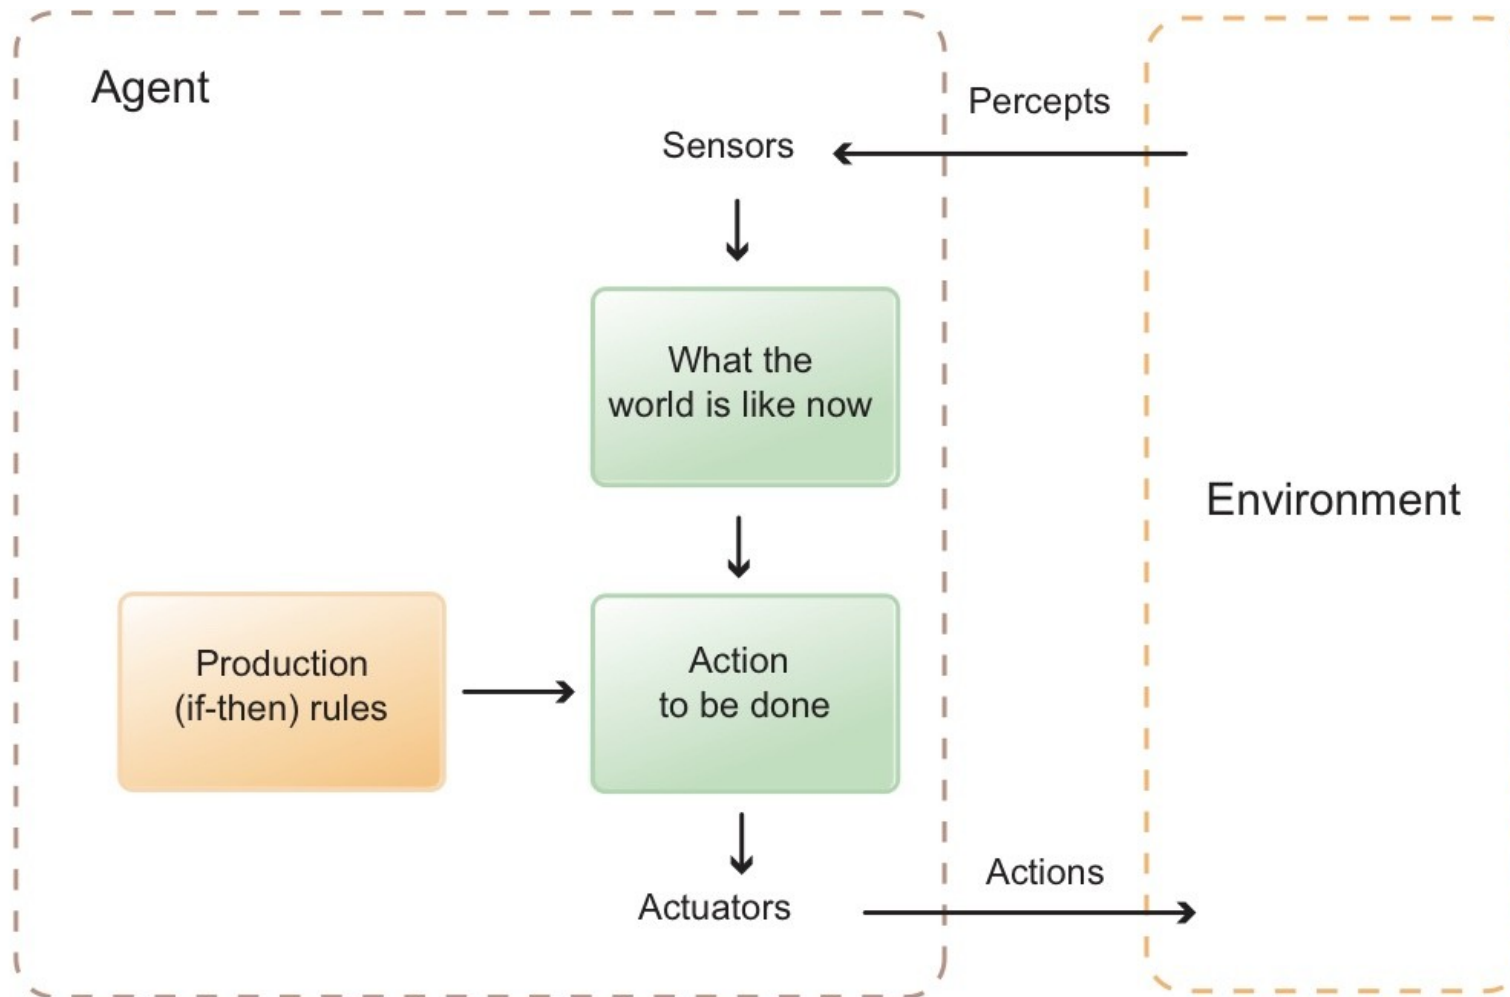 Agent
Percepts
Sensors
What the
world is like now
Environment
Production
(if-then) rules
Action
to be done
Actions
Actuators